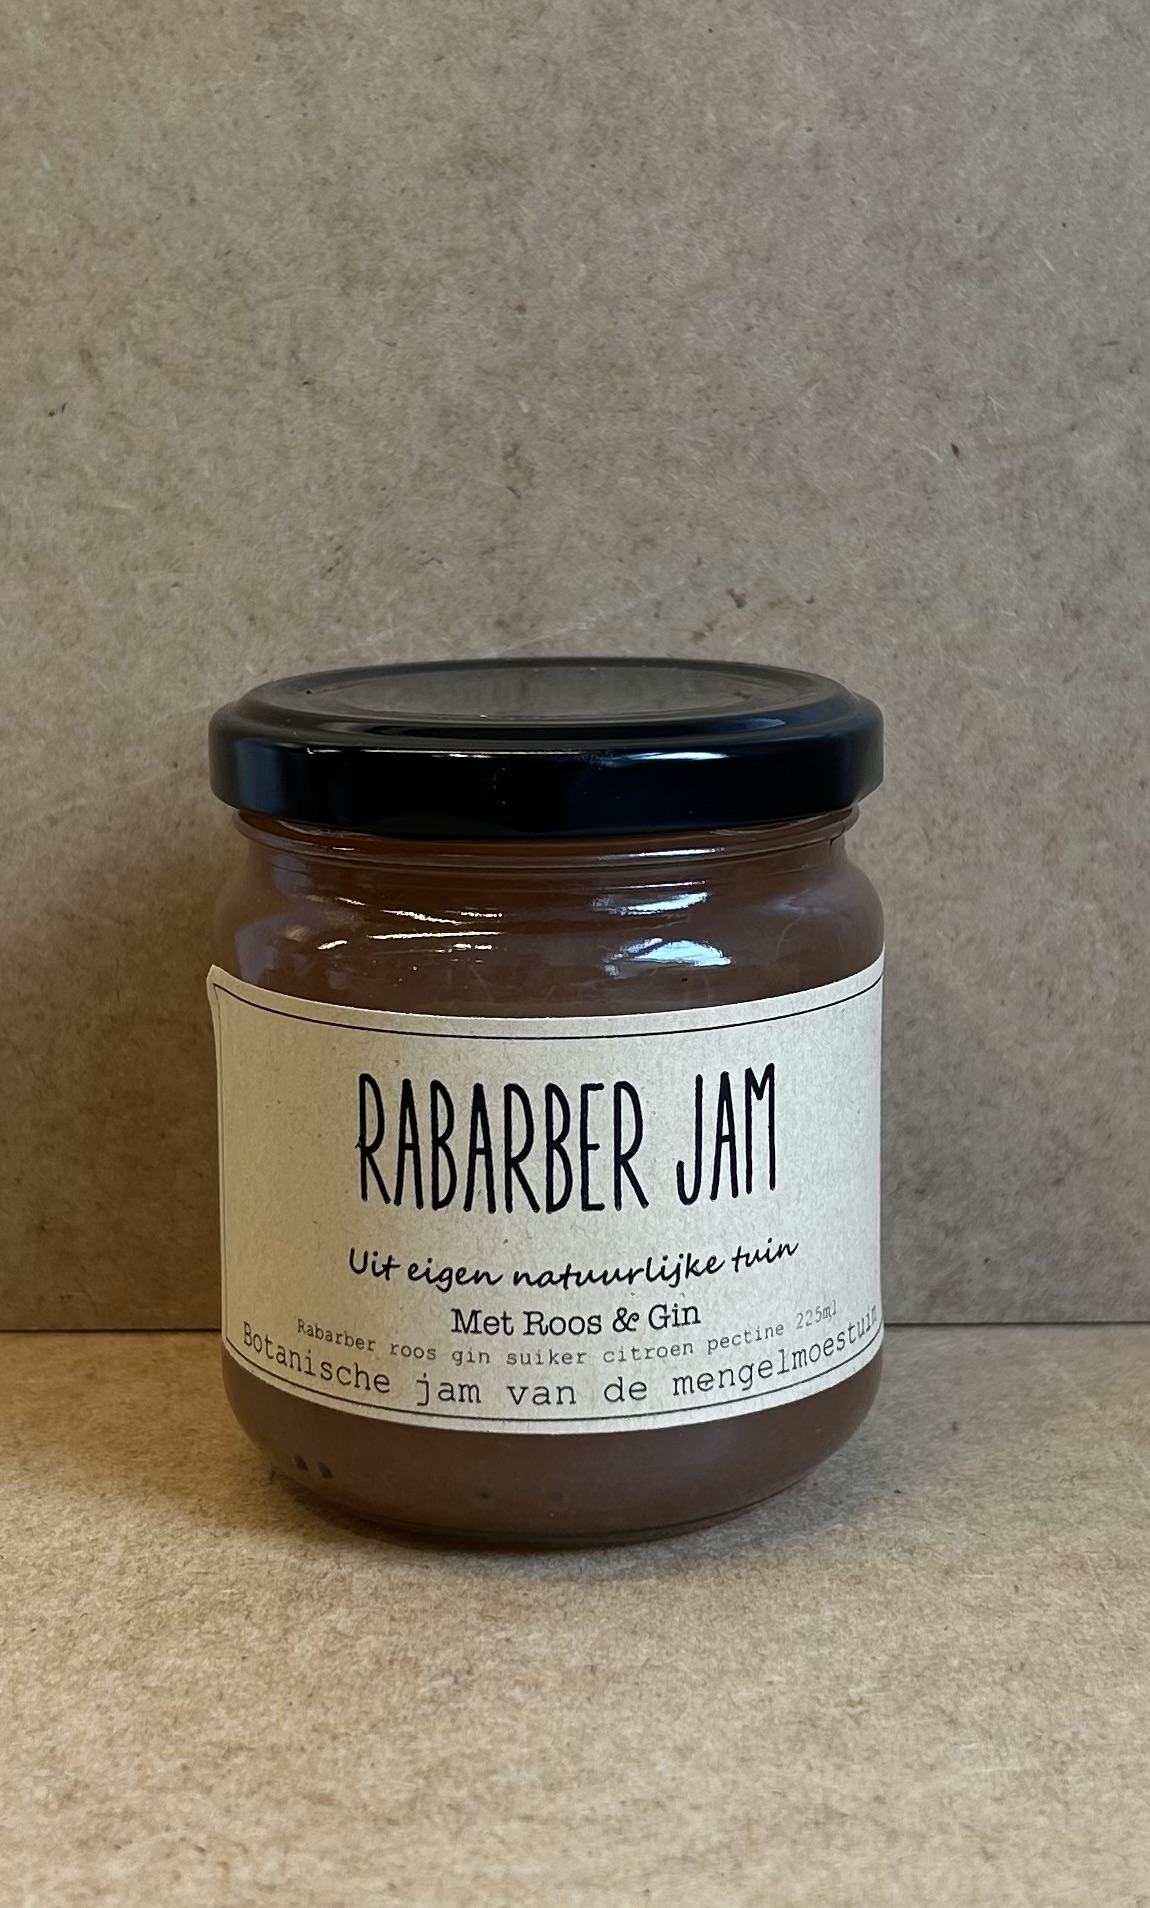 RABARBER JAM
Uit eigen natuurlijke tuin
Met Roos & Gin
Rabarber roos gin suiker citroen pectine 225ml
Botanische jam van de mengelmoestuin